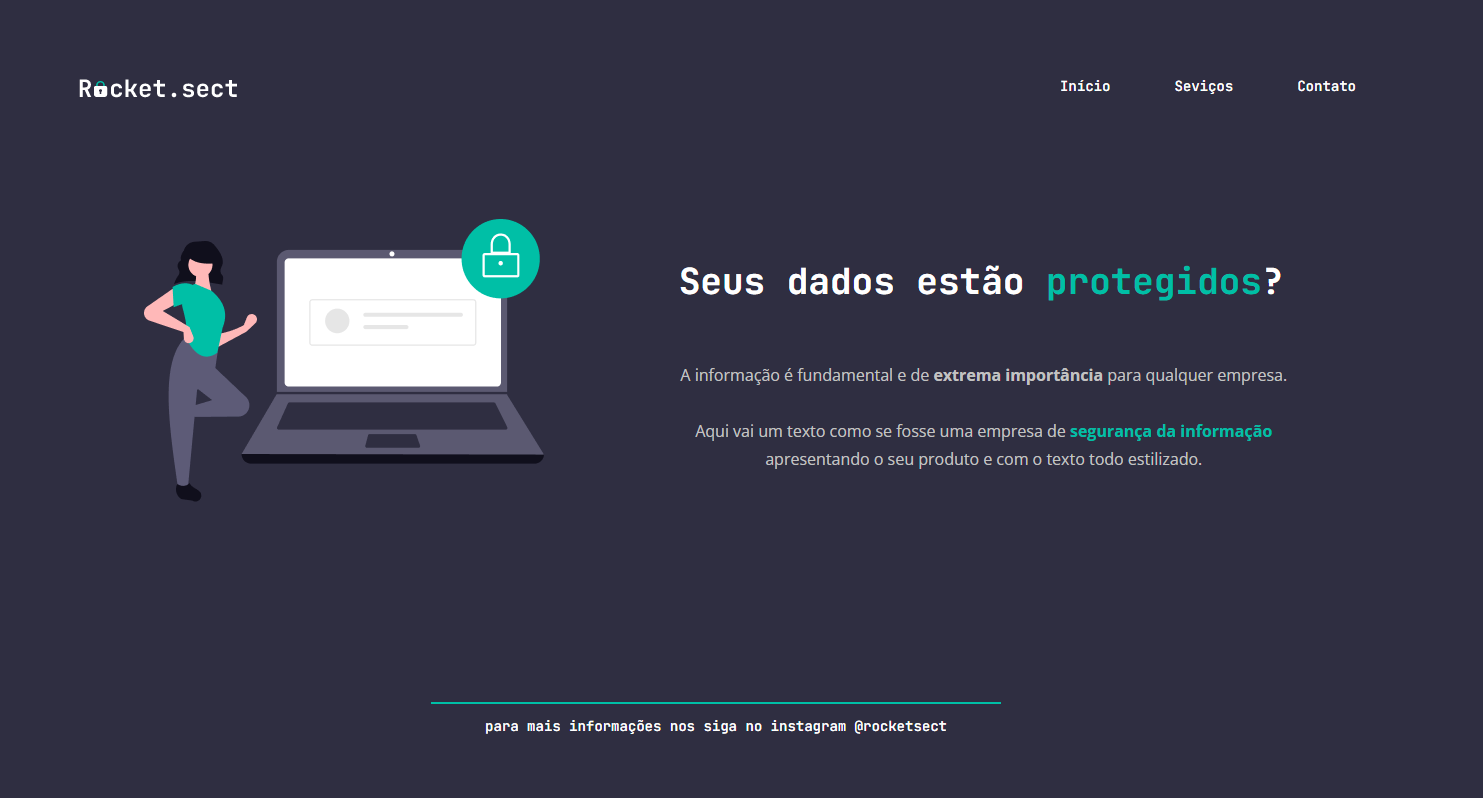 Rocket.sect
Início Seviços Contato
Seus dados estão protegidos?
A informação é fundamental e de extrema importância para qualquer empresa.
Aqui vai um texto como se fosse uma empresa de segurança da informação
apresentando o seu produto e com o texto todo estilizado.
para mais informações nos siga no instagram @rocketsect